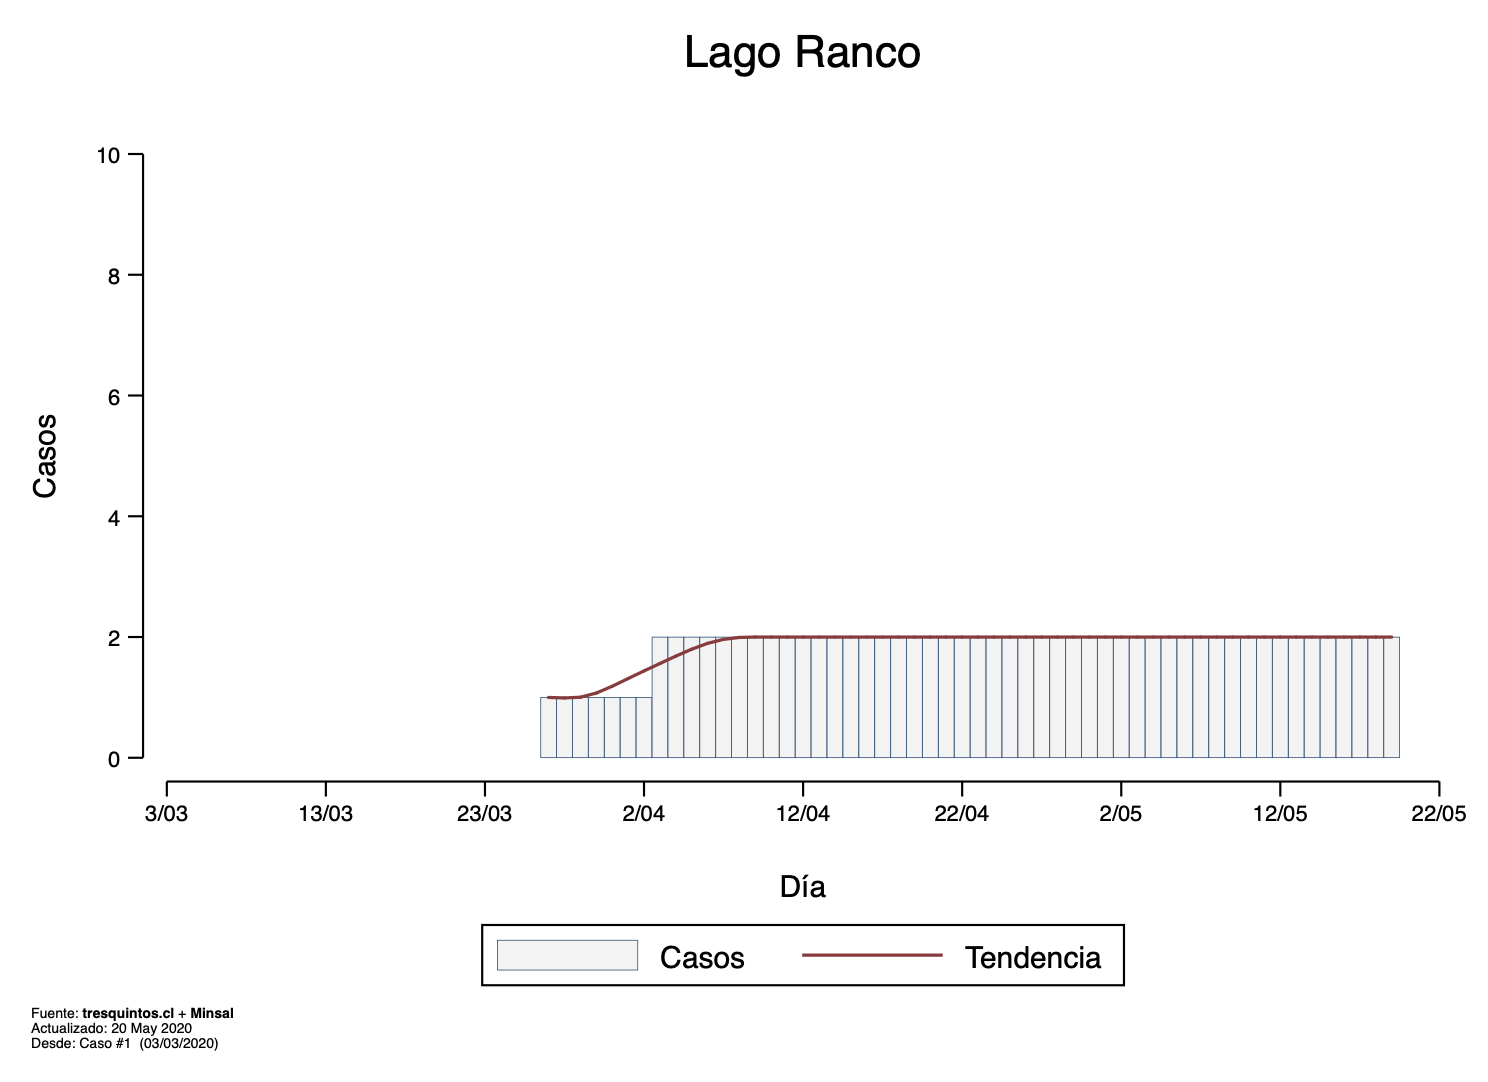 Lago Ranco
10
8
6
4
2
0
Casos
3/03 13/03 23/03 2/04 12/04 22/04 2/05 12/05 22/05
Día
Casos Tendencia
Fuente: tresquintos.cl + Minsal
Actualizado: 20 May 2020
Desde: Caso #1 (03/03/2020)